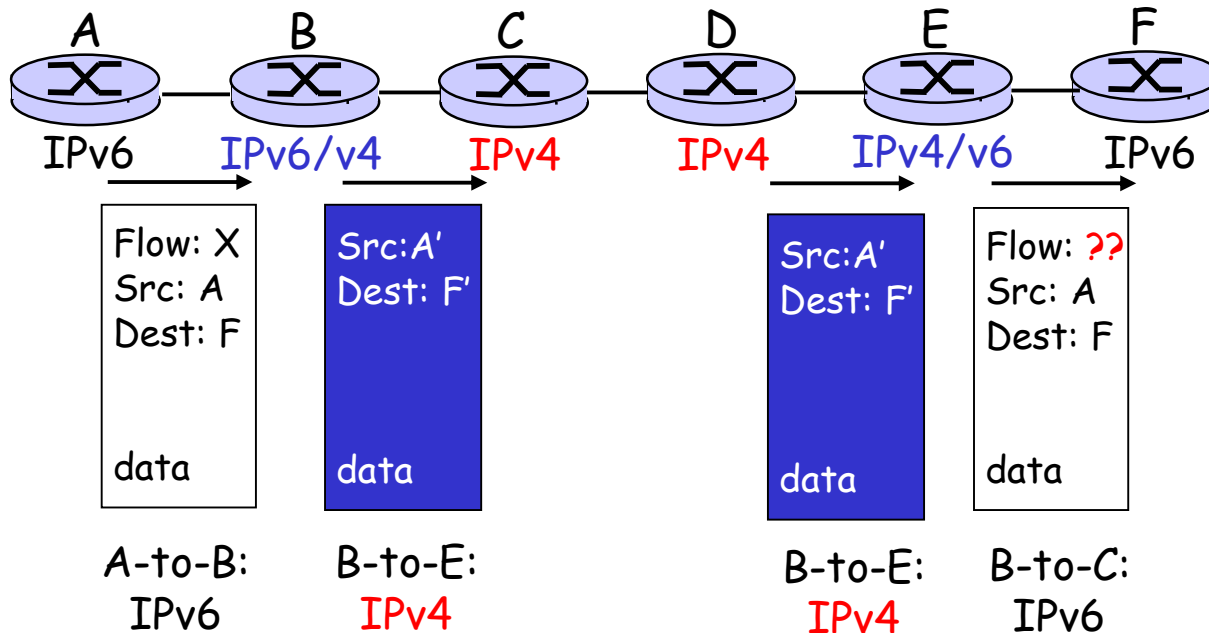 A B C D E F
IPv6 IPv6/v4 IPv4 IPv4 IPv4/v6 IPv6
Flow: X
Src: A
Dest: F
data
Src:A'
Dest: F'
data
Src:A'
Dest: F'
data
Flow: ??
Src: A
Dest: F
data
A-to-B:
IPv6
B-to-E:
IPv4
B-to-E:
IPv4
B-to-C:
IPv6